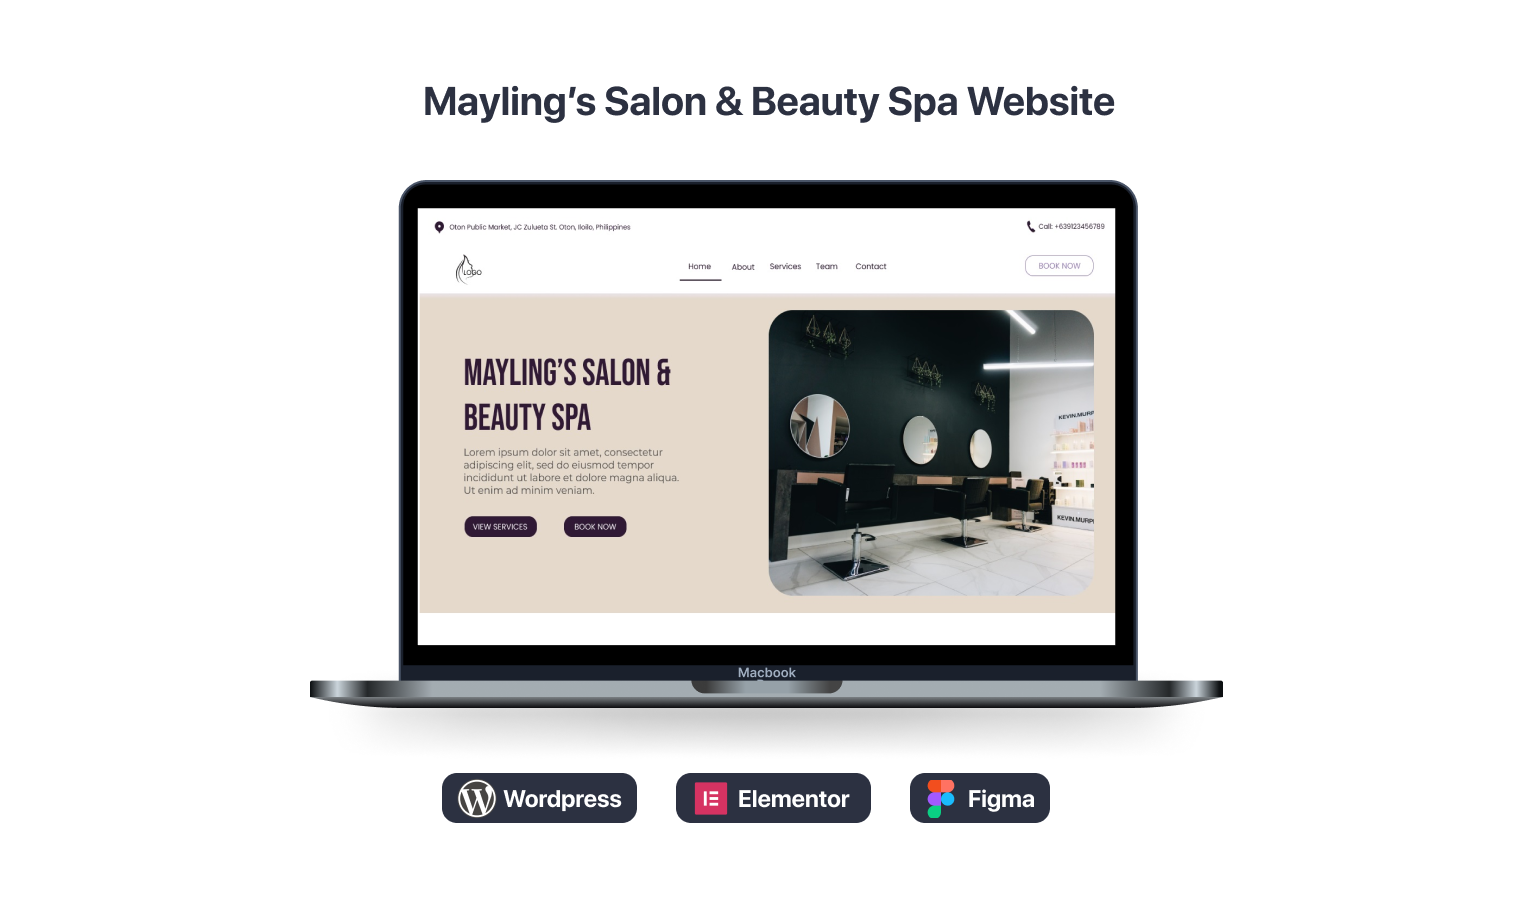 Mayling’s Salon & Beauty Spa Website
Oton Public Market, JC Zulueta St. Oton, Iloilo, Philippines
Call: +639123456789
LOGO
Home
About
Services
Team
Contact
BOOK NOW
MAYLING’S SALON &
BEAUTY SPA
Lorem ipsum dolor sit amet, consectetur
adipiscing elit, sed do eiusmod tempor
incididunt ut labore et dolore magna aliqua.
Ut enim ad minim veniam.
VIEW SERVICES
BOOK NOW
KEVIN.MURP
KEVIN.MURP
Macbook
Wordpress
Elementor
Figma